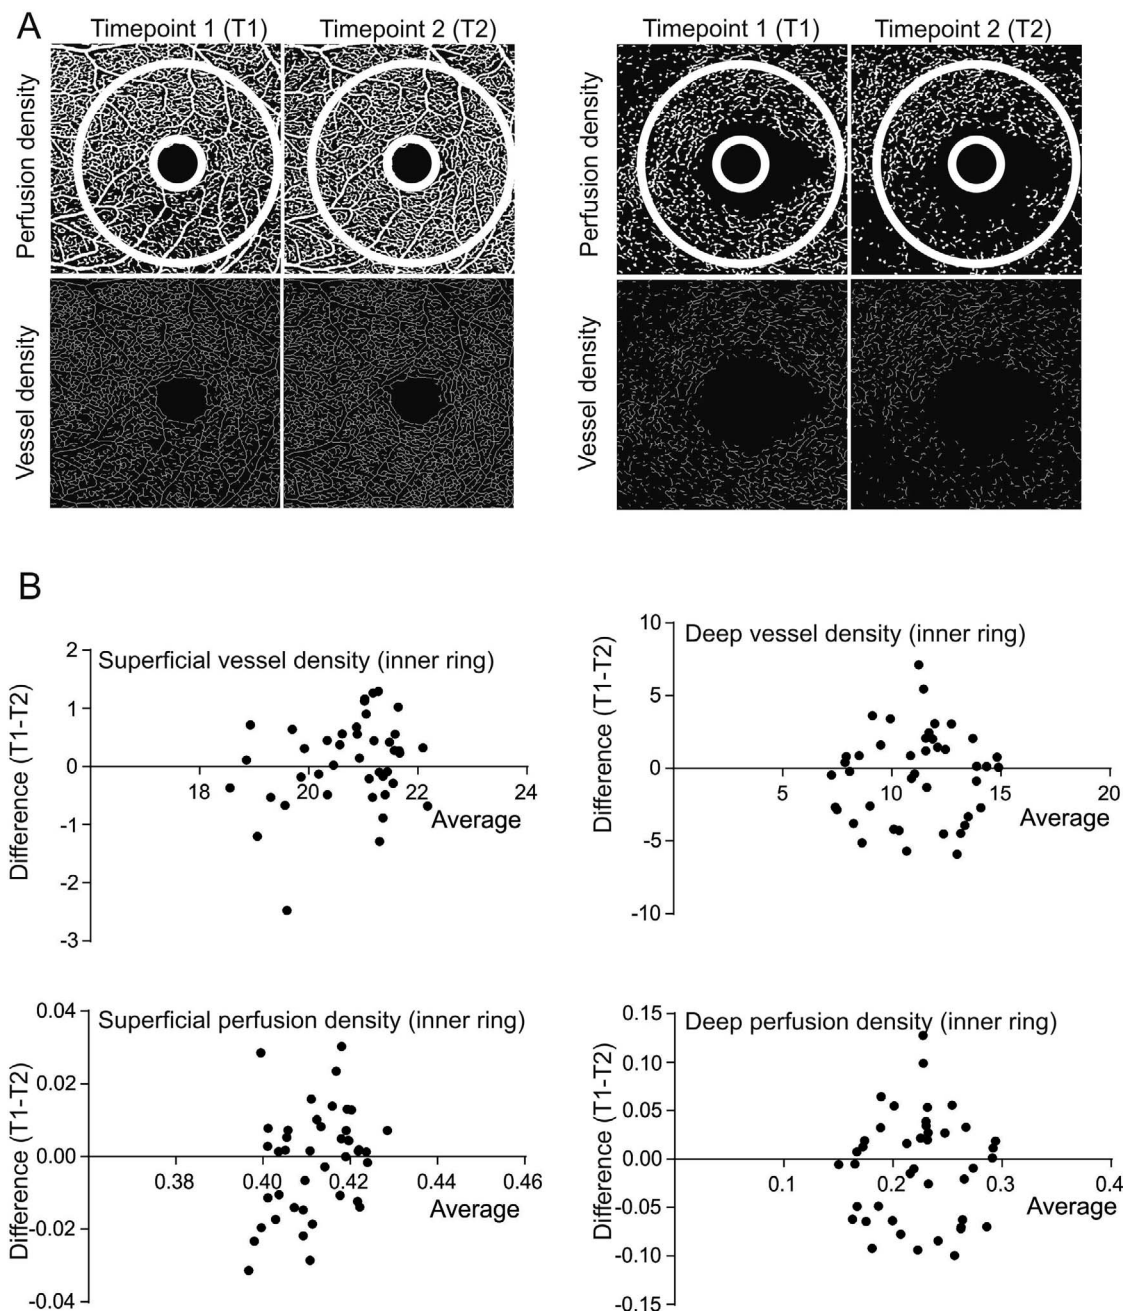 A
Timepoint 1 (T1) Timepoint 2 (T2) Timepoint 1 (T1) Timepoint 2 (T2)
Perfusion density
Perfusion density
Vessel density
Vessel density
B
Superficial vessel density (inner ring)
Difference (T1-T2)
2
1
0
-1
-2
-3
18 20 22 24
Average
Deep vessel density (inner ring)
Difference (T1-T2)
10
5
0
-5
-10
5 10 15 20
Average
Superficial perfusion density (inner ring)
Difference (T1-T2)
0.04
0.02
0.00
-0.02
-0.04
0.38 0.40 0.42 0.44 0.46
Average
Deep perfusion density (inner ring)
Difference (T1-T2)
0.15
0.10
0.05
0.00
-0.05
-0.10
-0.15
0.1 0.2 0.3 0.4
Average